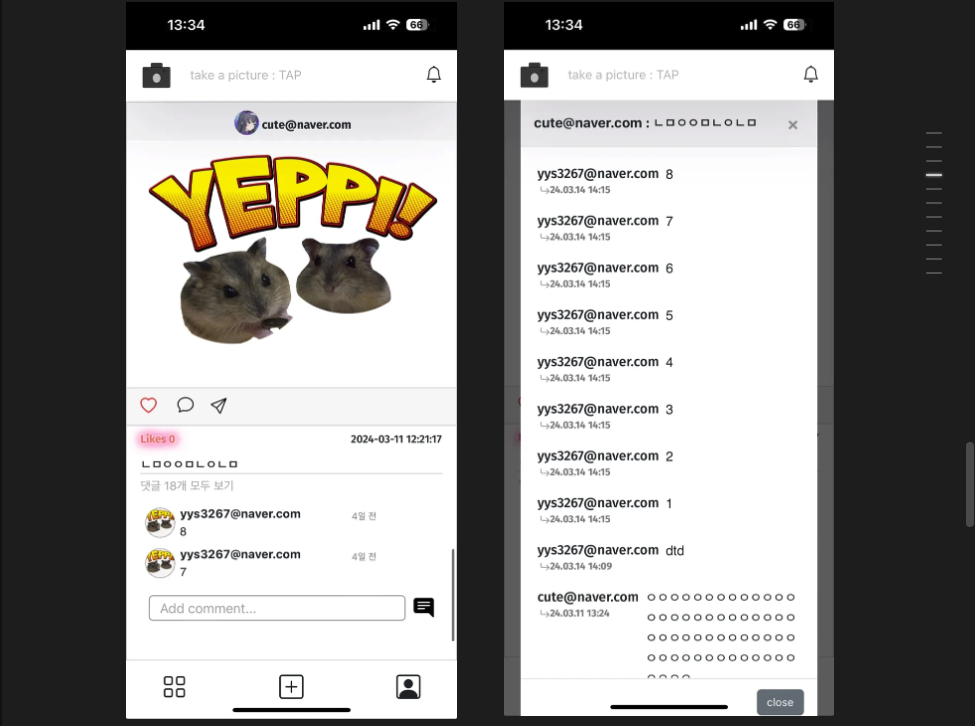 13:34
66
take a picture : TAP
cute@naver.com
YEPPI!
Likes 0
2024-03-11 12:21:17
ㄴㅁㅇㅇㅁㄴㅇㄴㅁ
댓글 18개 모두 보기
yys3267@naver.com 4일 전
8
yys3267@naver.com 4일 전
7
Add comment...
13:34
66
take a picture : TAP
cute@naver.com : ㄴㅁㅇㅇㅁㄴㅇㄴㅁ ×
yys3267@naver.com 8
↪24.03.14 14:15
yys3267@naver.com 7
↪24.03.14 14:15
yys3267@naver.com 6
↪24.03.14 14:15
yys3267@naver.com 5
↪24.03.14 14:15
yys3267@naver.com 4
↪24.03.14 14:15
yys3267@naver.com 3
↪24.03.14 14:15
yys3267@naver.com 2
↪24.03.14 14:15
yys3267@naver.com 1
↪24.03.14 14:15
yys3267@naver.com dtd
↪24.03.14 14:09
cute@naver.com ㅇㅇㅇㅇㅇㅇㅇㅇㅇㅇㅇㅇ
↪24.03.11 13:24
ㅇㅇㅇㅇㅇㅇㅇㅇㅇㅇㅇㅇ
ㅇㅇㅇㅇㅇㅇㅇㅇㅇㅇㅇㅇ
ㅇㅇㅇㅇㅇㅇㅇㅇㅇㅇㅇㅇ
ㅇㅇㅇㅇ
close